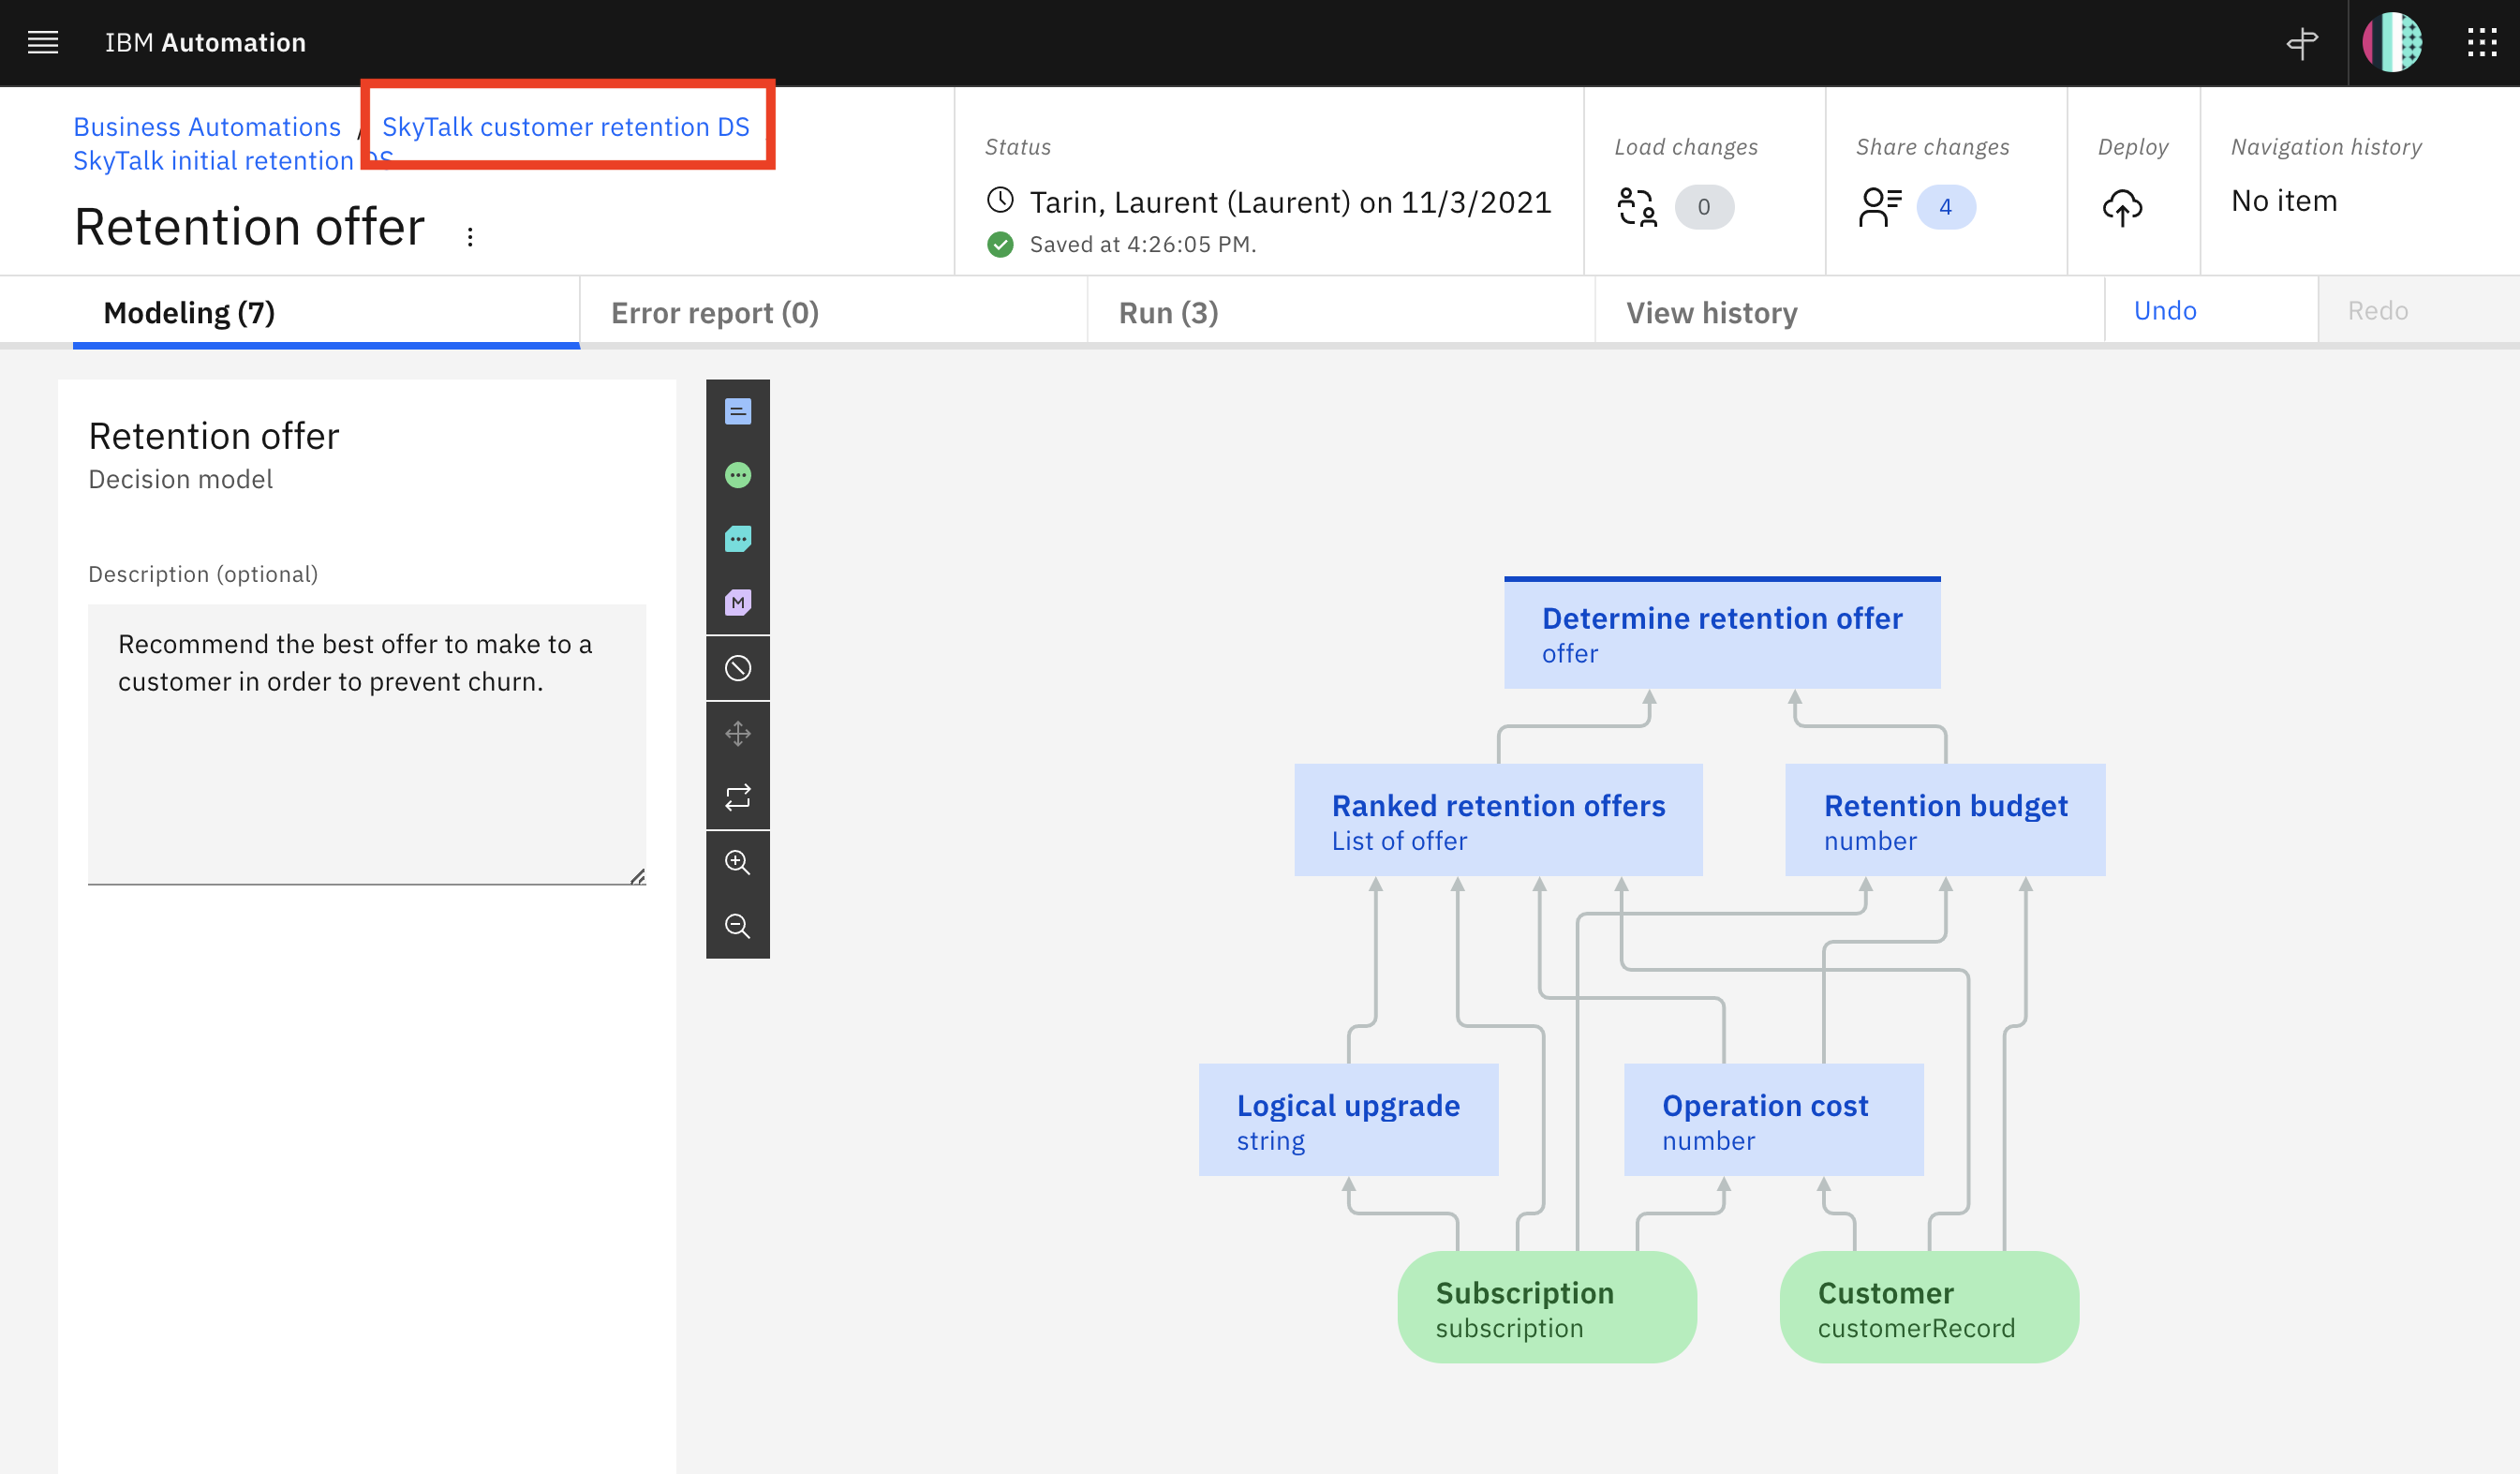 IBM Automation
Business Automations / SkyTalk customer retention DS
SkyTalk initial retention DS
Retention offer
Status
Tarin, Laurent (Laurent) on 11/3/2021
Saved at 4:26:05 PM.
Load changes
0
Share changes
4
Deploy
Navigation history
No item
Modeling (7)
Error report (0)
Run (3)
View history
Undo
Redo
Retention offer
Decision model
Description (optional)
Recommend the best offer to make to a
customer in order to prevent churn.
M
Determine retention offer
offer
Ranked retention offers
List of offer
Retention budget
number
Logical upgrade
string
Operation cost
number
Subscription
subscription
Customer
customerRecord